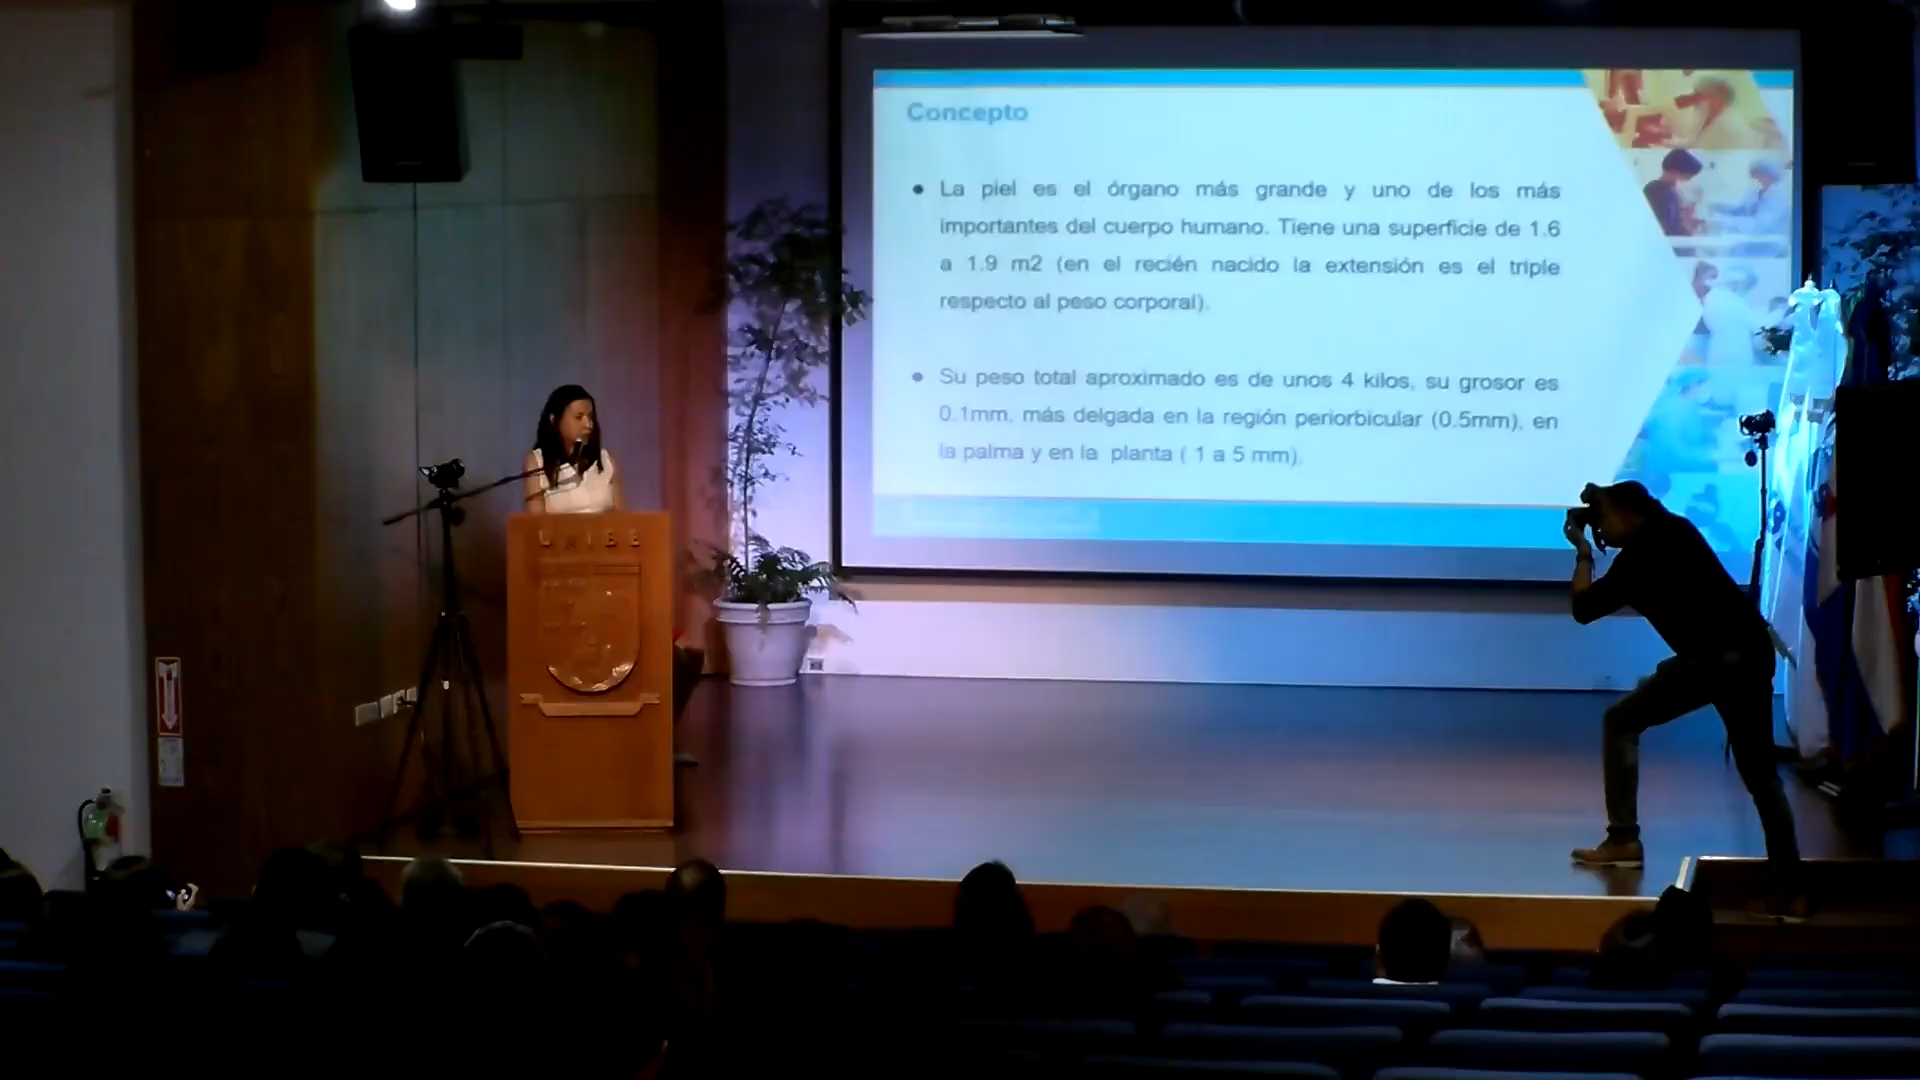 Concepto
● La piel es el órgano más grande y uno de los más
importantes del cuerpo humano. Tiene una superficie de 1.6
a 1.9 m2 (en el recién nacido la extensión es el triple
respecto al peso corporal).
● Su peso total aproximado es de unos 4 kilos, su grosor es
0.1mm, más delgada en la región periorbicular (0.5mm), en
la palma y en la planta ( 1 a 5 mm).
UNIBE